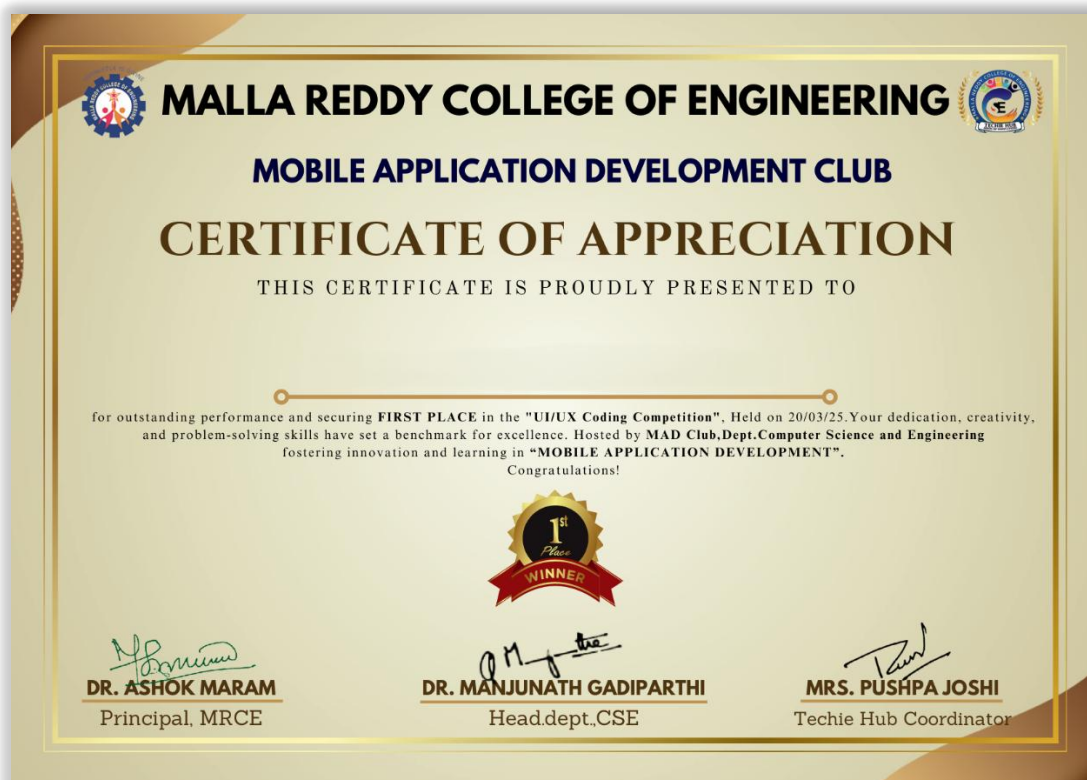 MALLA REDDY COLLEGE OF ENGINEERING
MOBILE APPLICATION DEVELOPMENT CLUB
CERTIFICATE OF APPRECIATION
THIS CERTIFICATE IS PROUDLY PRESENTED TO
for outstanding performance and securing FIRST PLACE in the "UI/UX Coding Competition", Held on 20/03/25.Your dedication, creativity,
and problem-solving skills have set a benchmark for excellence. Hosted by MAD Club,Dept.Computer Science and Engineering
fostering innovation and learning in “MOBILE APPLICATION DEVELOPMENT”.
Congratulations!
1st
Place
WINNER
DR. ASHOK MARAM
Principal, MRCE
DR. MANJUNATH GADIPARTHI
Head.dept.,CSE
MRS. PUSHPA JOSHI
Techie Hub Coordinator